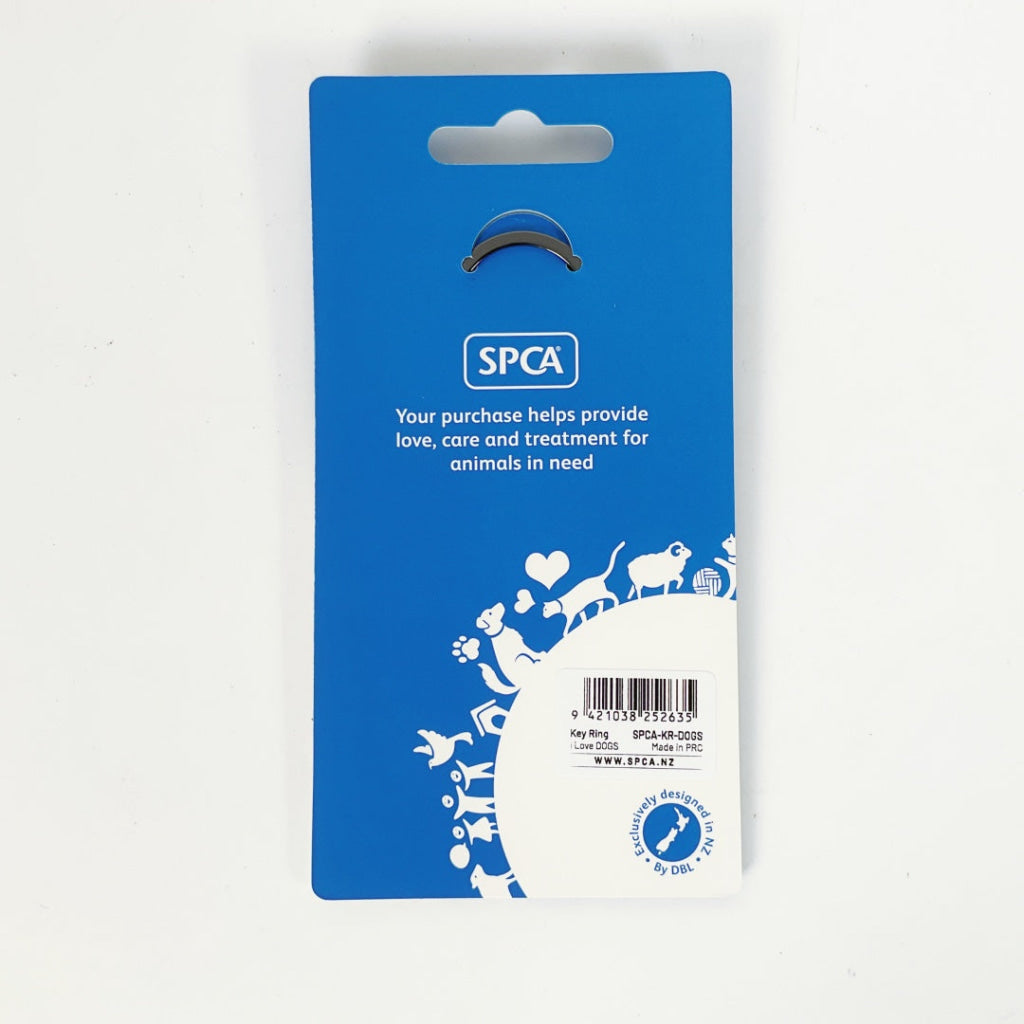 SPCA®
Your purchase helps provide
love, care and treatment for
animals in need
9 421038 252635
Key Ring SPCA-KR-DOGS
i Love DOGS Made in PRC
WWW.SPCA.NZ
Exclusively designed in NZ
• By DBL •